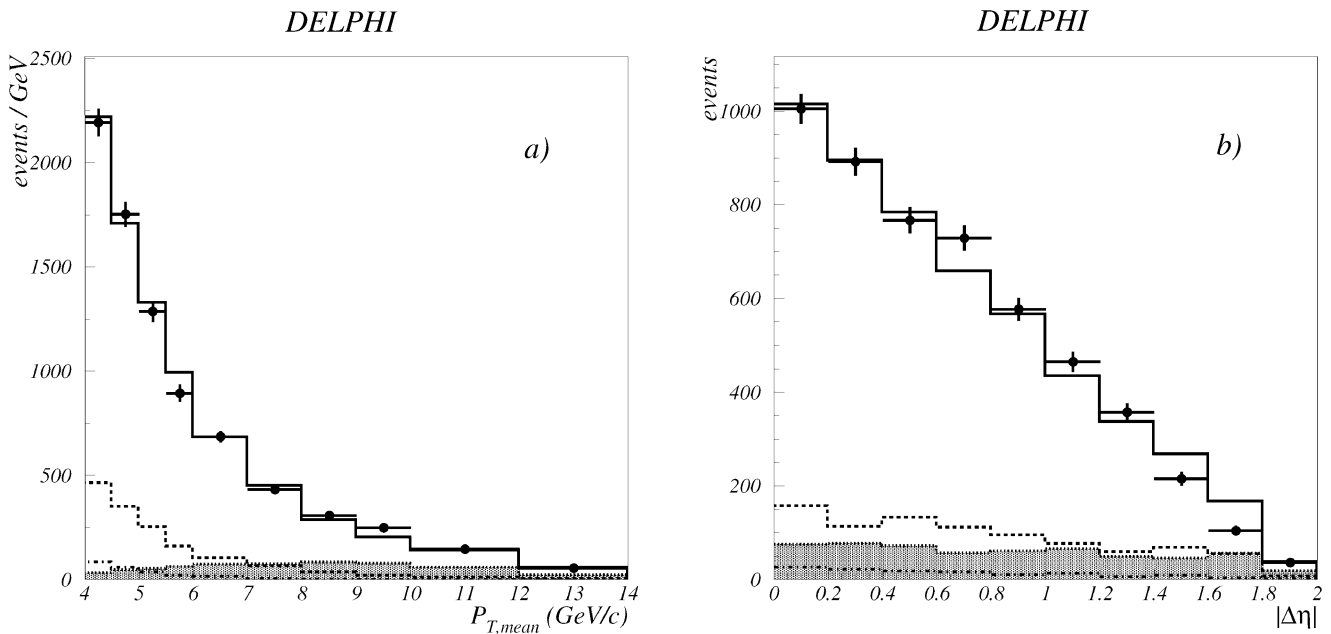 DELPHI
events / GeV
2500
2000
1500
1000
500
0
a)
4 5 6 7 8 9 10 11 12 13 14
P_{T,mean} (GeV/c)
DELPHI
events
1000
800
600
400
200
0
b)
0 0.2 0.4 0.6 0.8 1 1.2 1.4 1.6 1.8 2
|Δη|